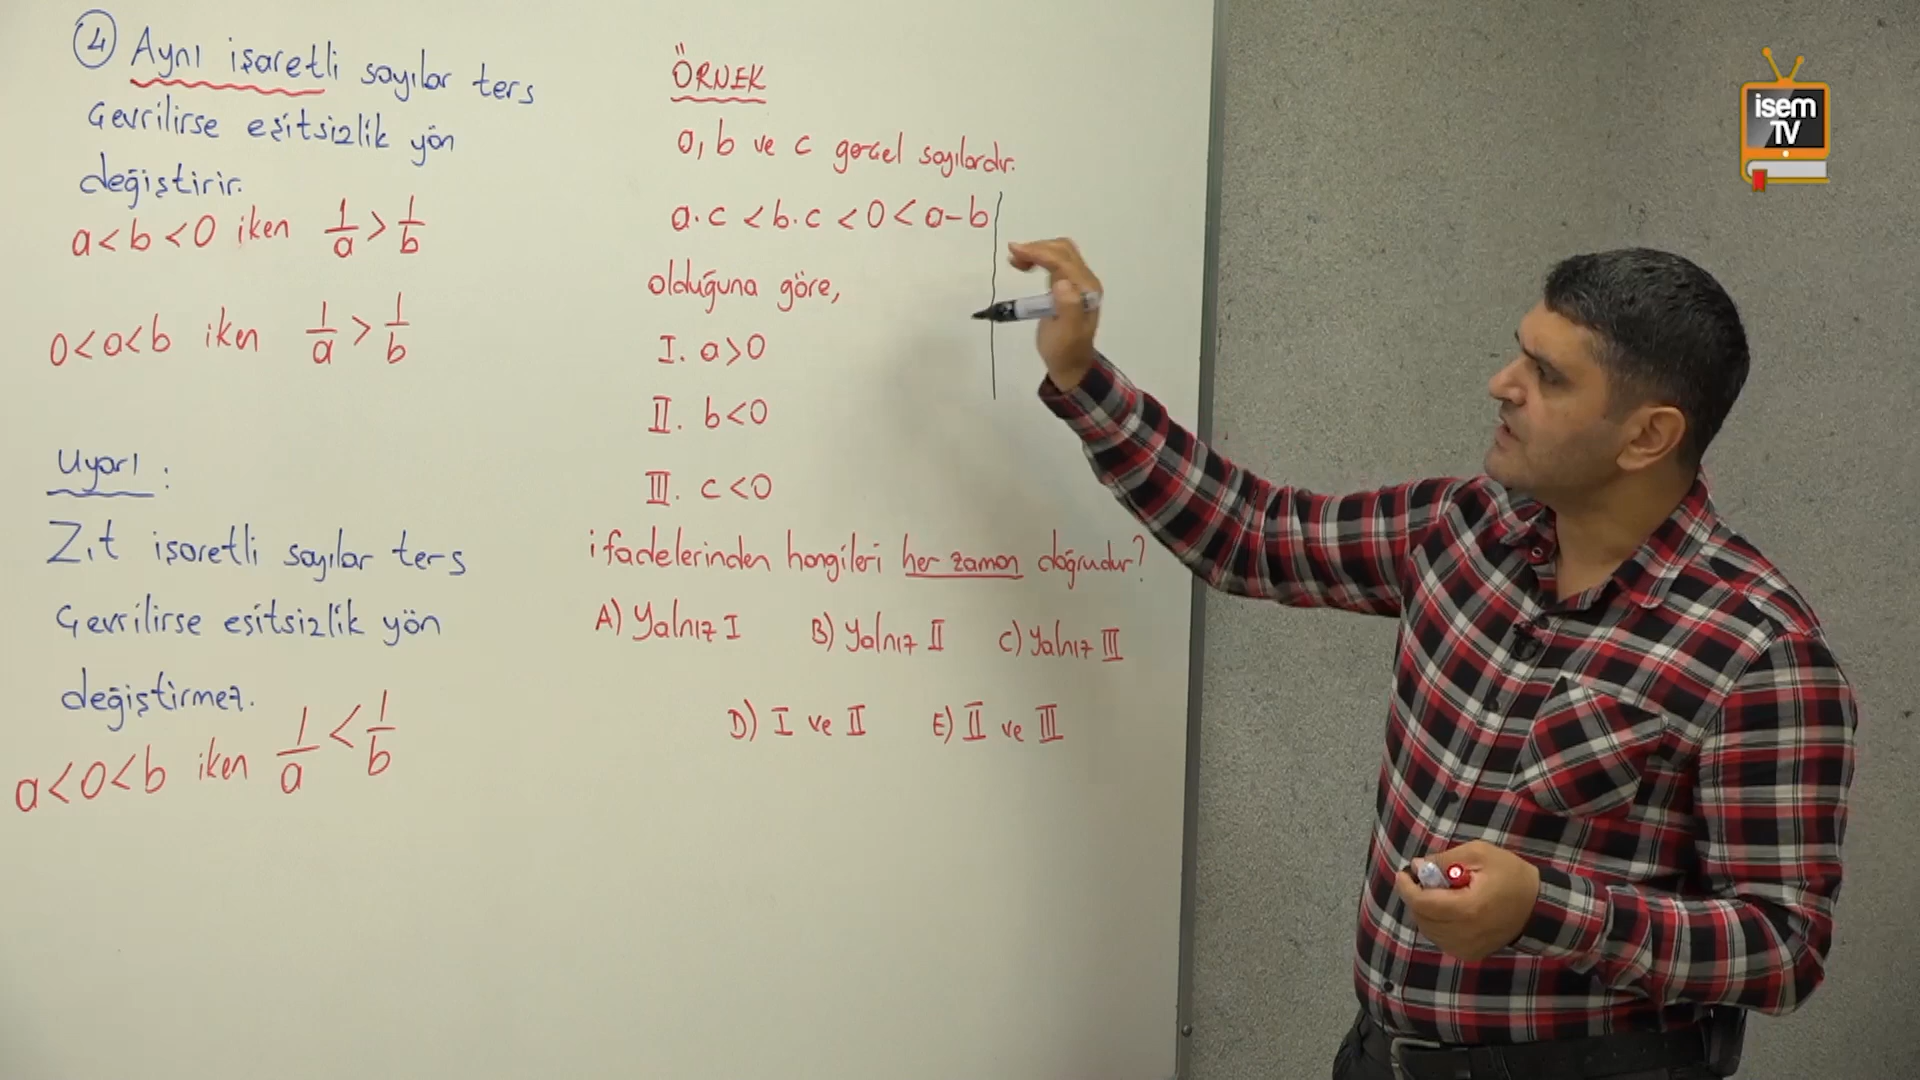 4 Aynı işaretli sayılar ters
Çevrilirse eşitsizlik yön
değiştirir.
a<b<0 iken 1/a > 1/b
0<a<b iken 1/a > 1/b
Uyarı :
Zıt işaretli sayılar ters
Çevrilirse eşitsizlik yön
değiştirmez.
a<0<b iken 1/a < 1/b
ÖRNEK
a, b ve c gerçel sayılardır.
a.c < b.c < 0 < a-b
olduğuna göre,
I. a>0
II. b<0
III. c<0
ifadelerinden hangileri her zaman doğrudur?
A) Yalnız I B) Yalnız II C) Yalnız III
D) I ve II E) II ve III
isem
TV